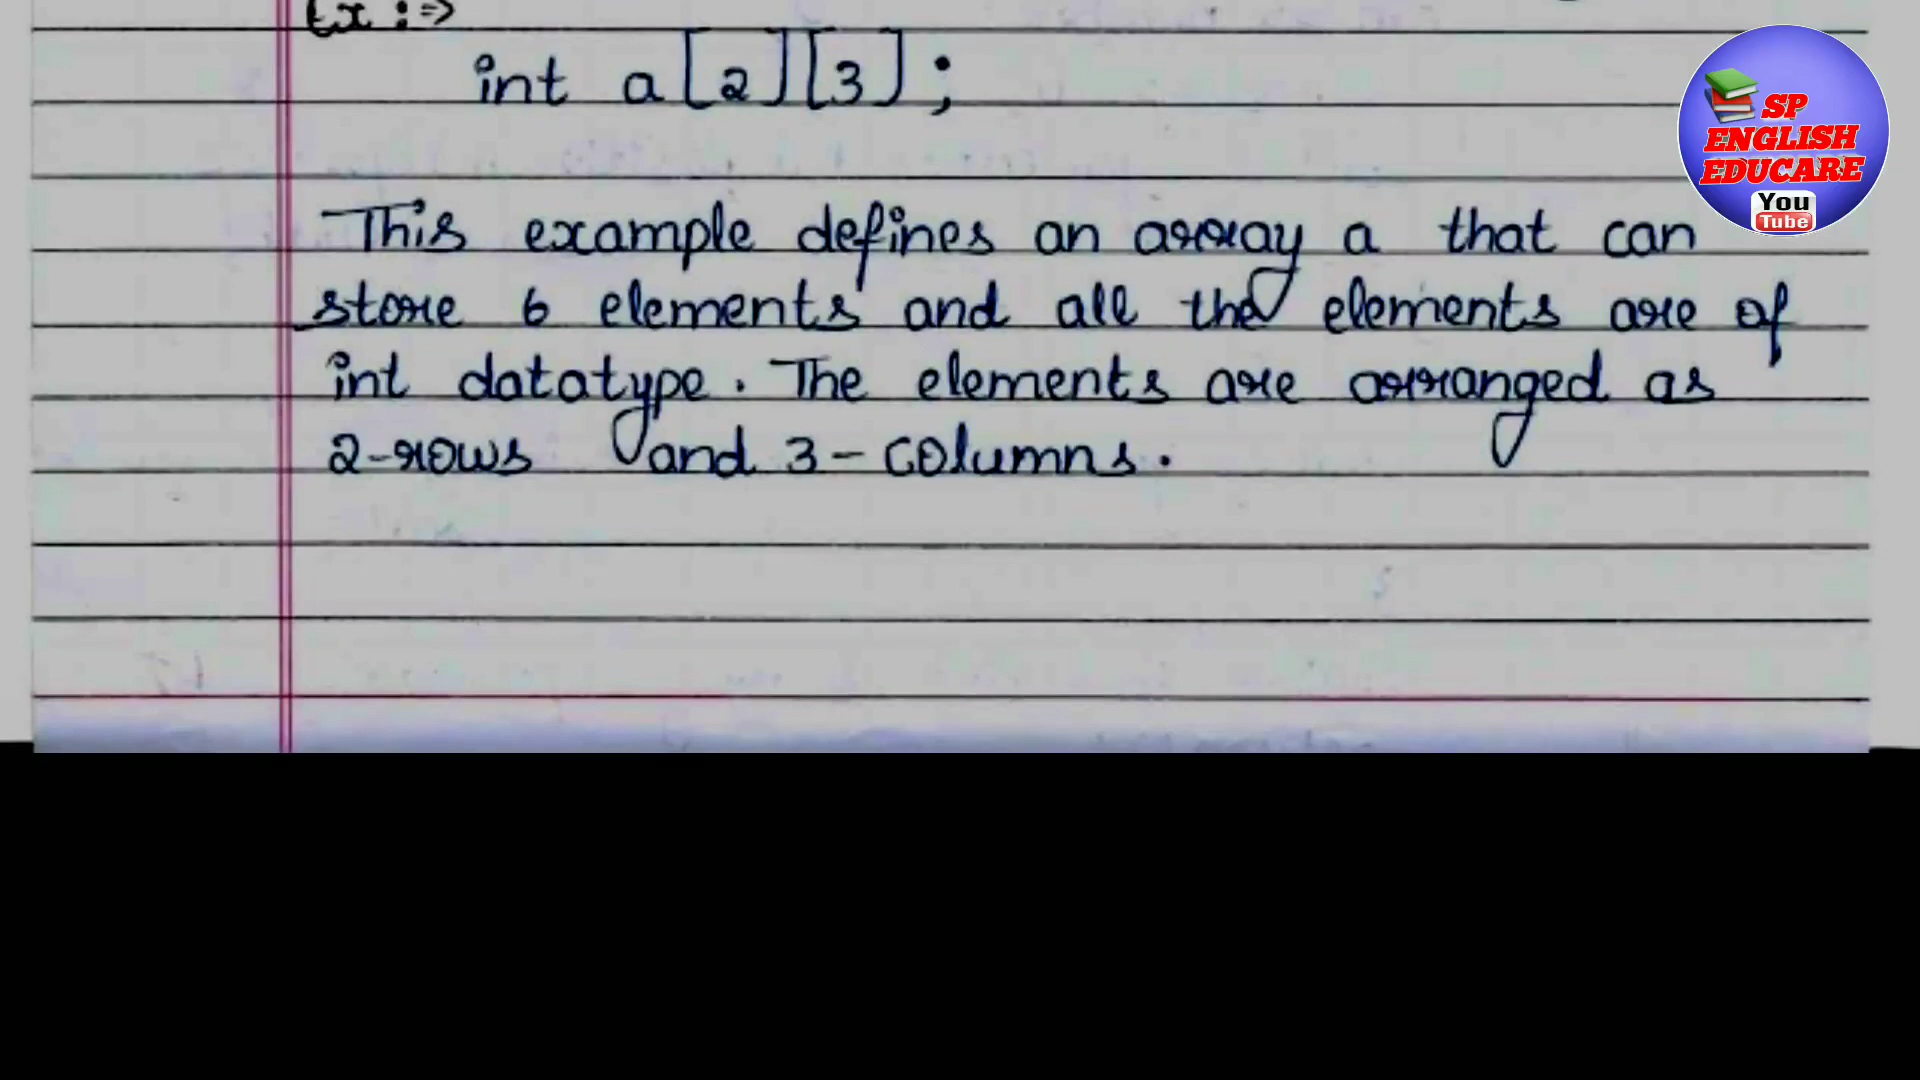 Ex :⇒
int a[2][3];
This example defines an array a that can
store 6 elements and all the elements are of
int datatype. The elements are arranged as
2-rows and 3-columns.
SP
ENGLISH
EDUCARE
You
Tube